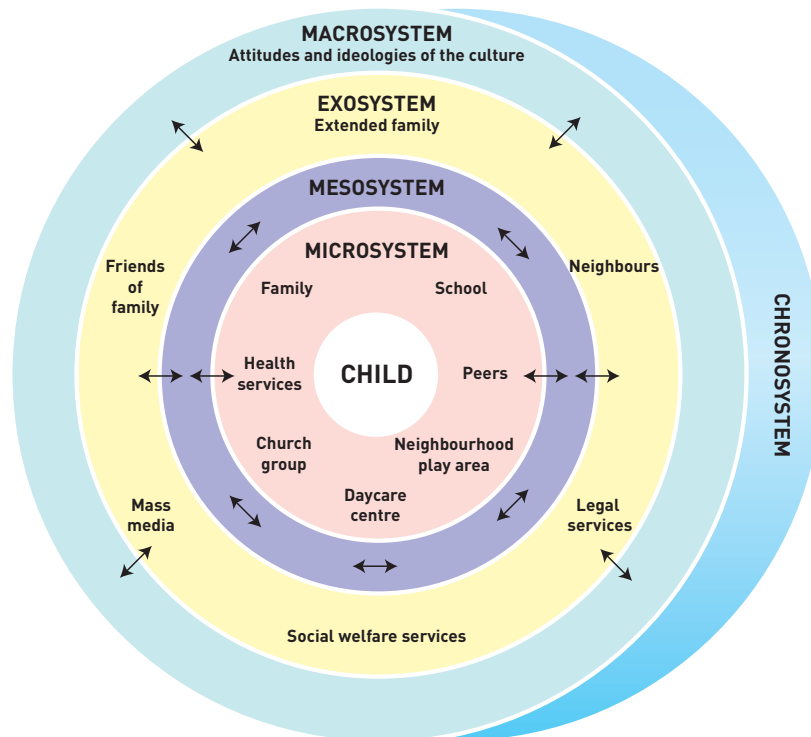 MACROSYSTEM
Attitudes and ideologies of the culture
EXOSYSTEM
Extended family
MESOSYSTEM
MICROSYSTEM
Friends
of
family
Neighbours
Family
School
Health
services
CHILD
Peers
Church
group
Neighbourhood
play area
Daycare
centre
Mass
media
Legal
services
Social welfare services
CHRONOSYSTEM